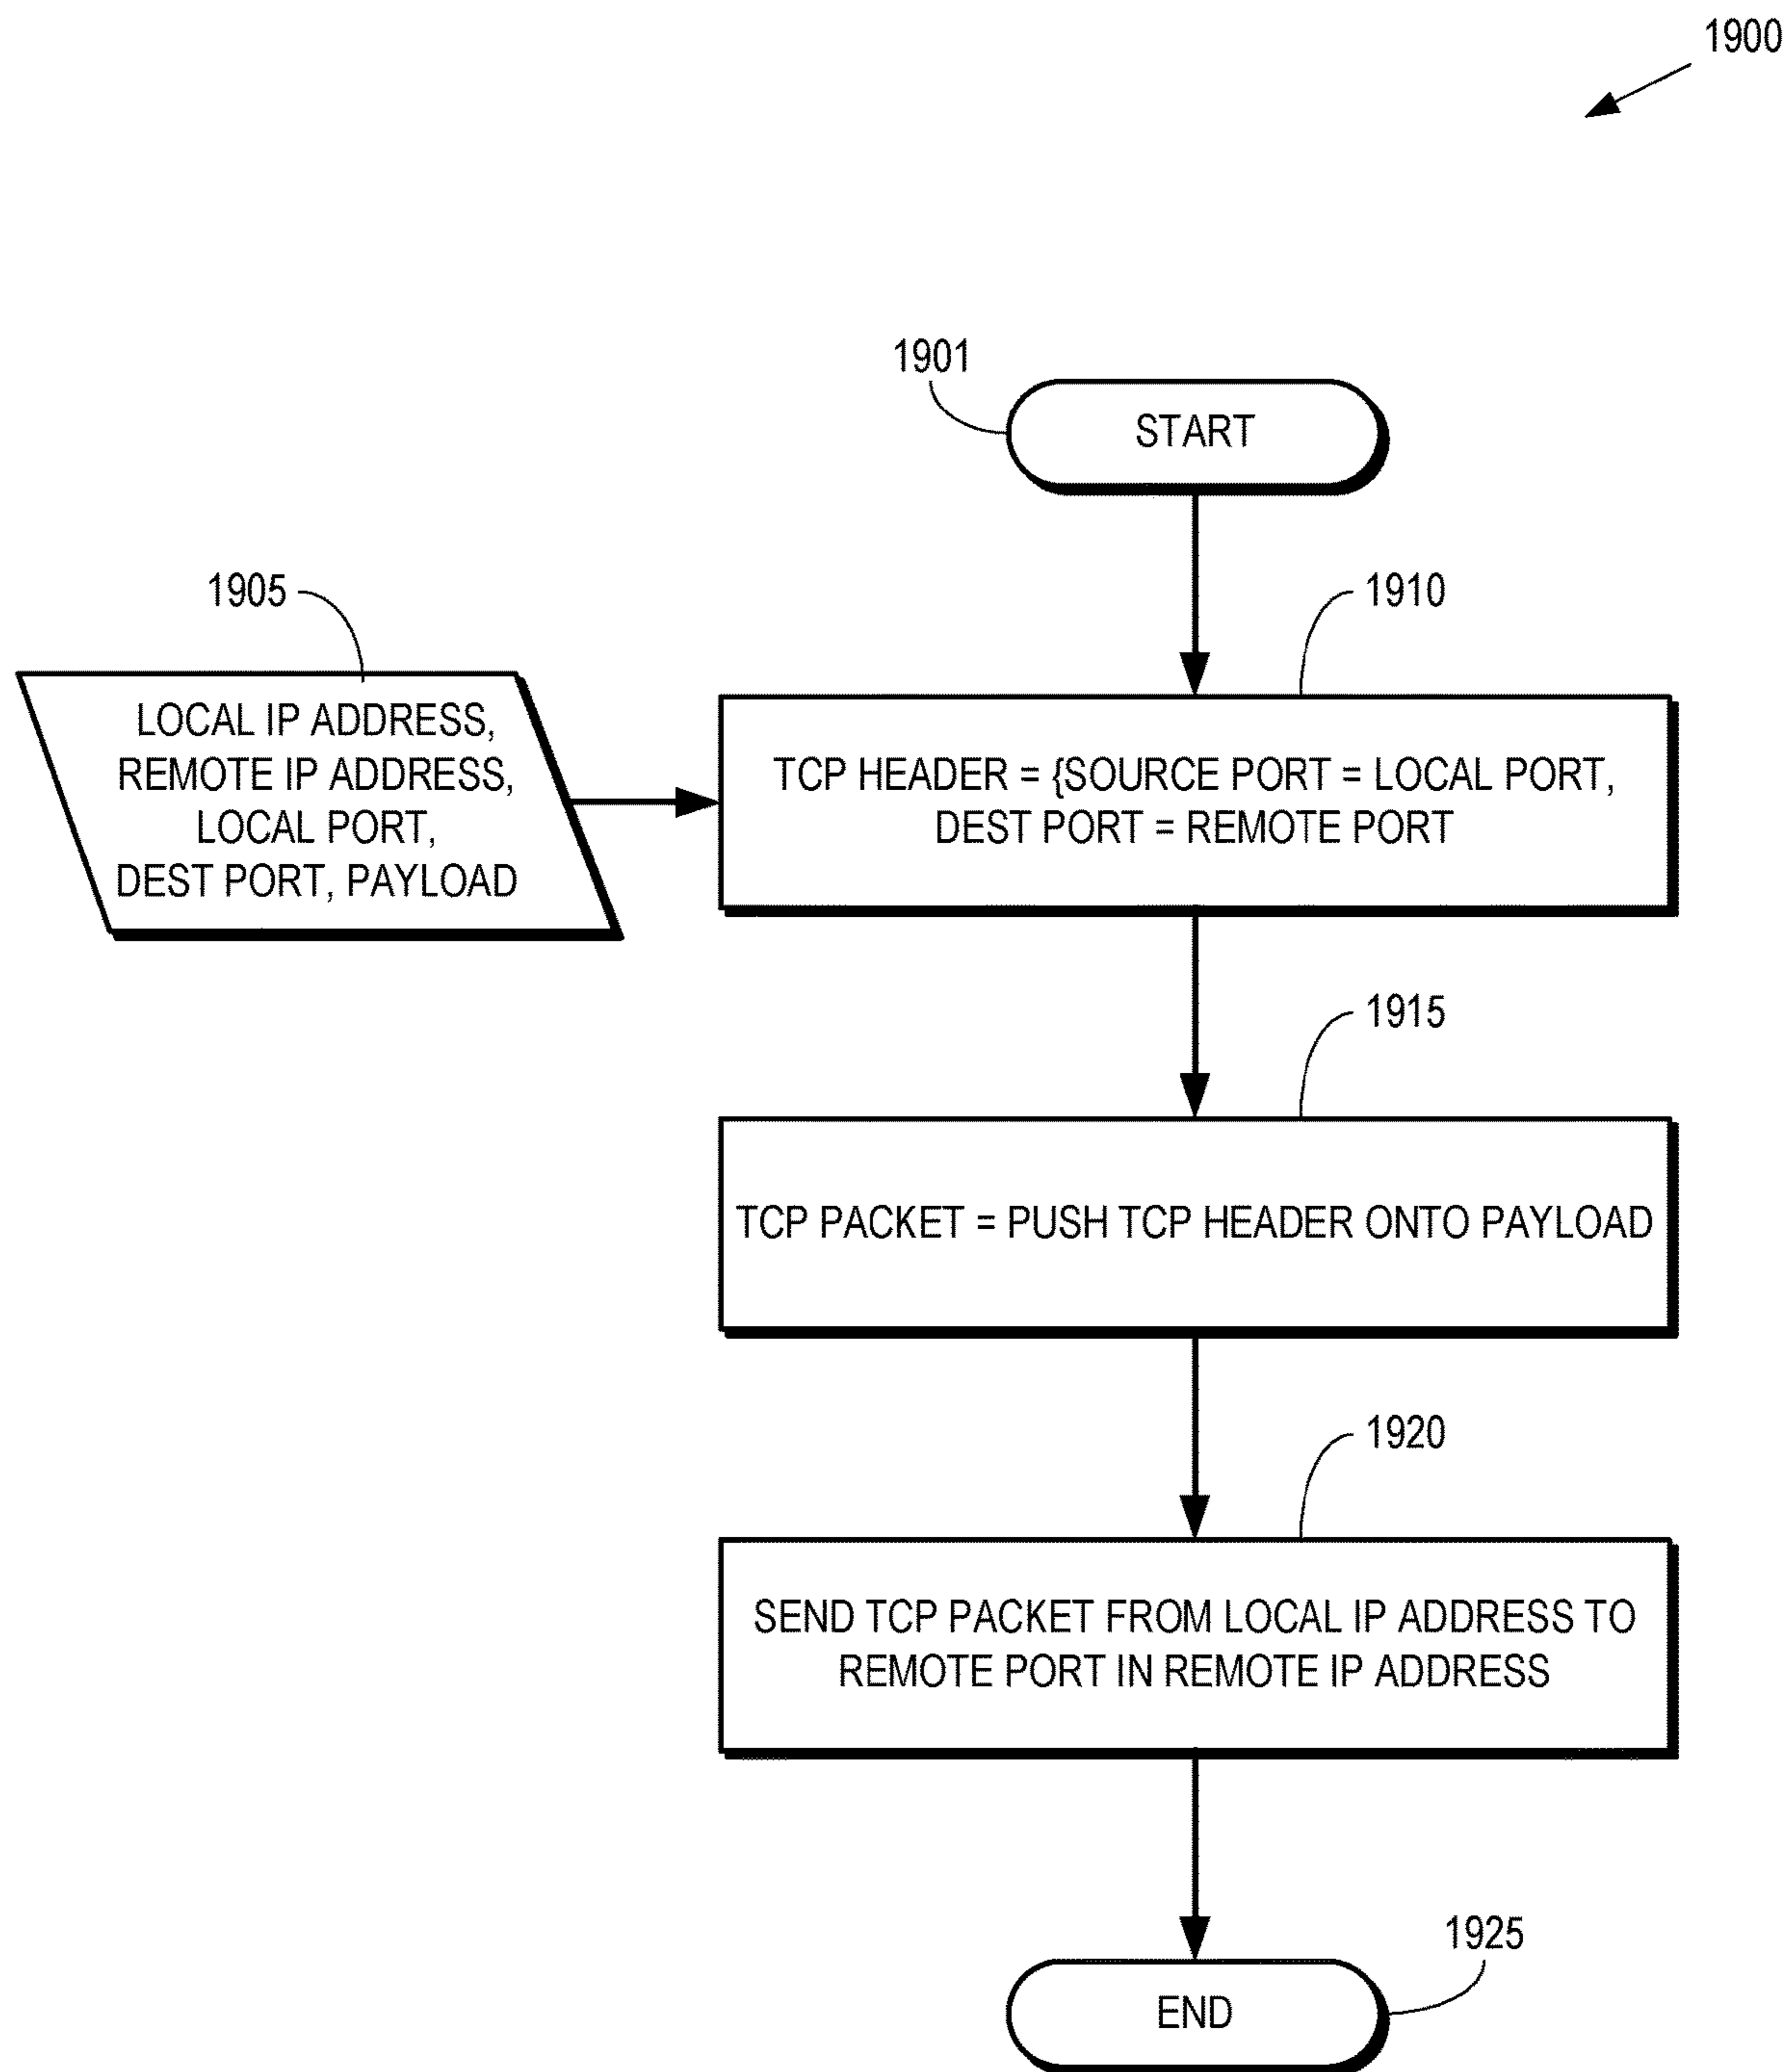 1900
1901
START
1905
1910
LOCAL IP ADDRESS,
REMOTE IP ADDRESS,
LOCAL PORT,
DEST PORT, PAYLOAD
TCP HEADER = {SOURCE PORT = LOCAL PORT,
DEST PORT = REMOTE PORT
1915
TCP PACKET = PUSH TCP HEADER ONTO PAYLOAD
1920
SEND TCP PACKET FROM LOCAL IP ADDRESS TO
REMOTE PORT IN REMOTE IP ADDRESS
1925
END